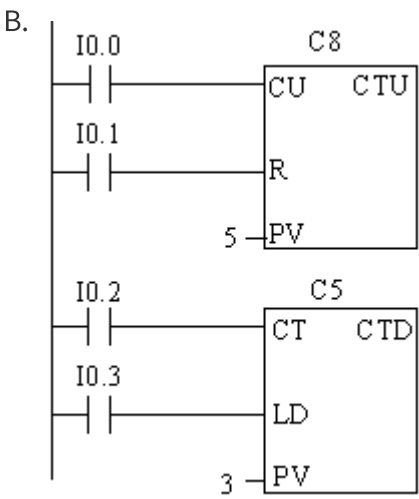 B.
I0.0
C8
CU CTU
I0.1
R
5 PV
I0.2
C5
CT CTD
I0.3
LD
3 PV